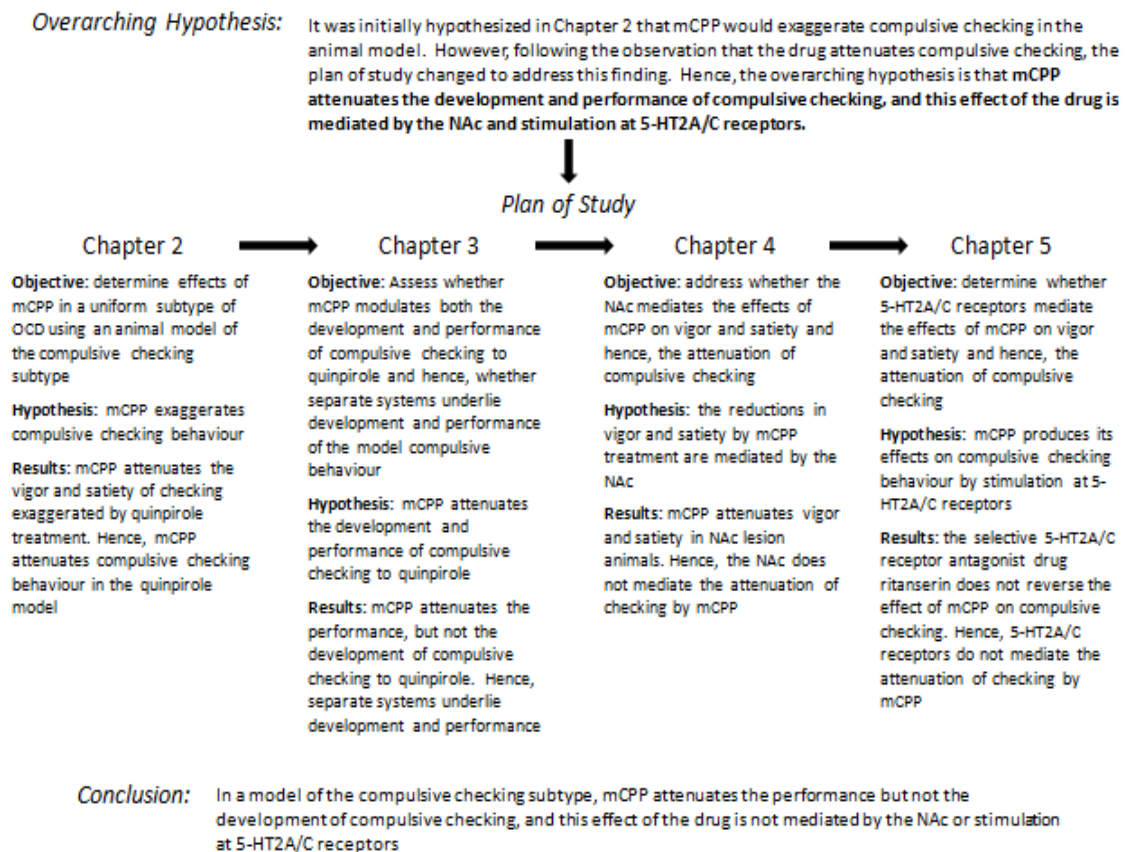 Overarching Hypothesis:
It was initially hypothesized in Chapter 2 that mCPP would exaggerate compulsive checking in the
animal model. However, following the observation that the drug attenuates compulsive checking, the
plan of study changed to address this finding. Hence, the overarching hypothesis is that mCPP
attenuates the development and performance of compulsive checking, and this effect of the drug is
mediated by the NAc and stimulation at 5-HT2A/C receptors.
Plan of Study
Chapter 2
Objective: determine effects of
mCPP in a uniform subtype of
OCD using an animal model of
the compulsive checking
subtype
Hypothesis: mCPP exaggerates
compulsive checking behaviour
Results: mCPP attenuates the
vigor and satiety of checking
exaggerated by quinpirole
treatment. Hence, mCPP
attenuates compulsive checking
behaviour in the quinpirole
model
Chapter 3
Objective: Assess whether
mCPP modulates both the
development and performance
of compulsive checking to
quinpirole and hence, whether
separate systems underlie
development and performance
of the model compulsive
behaviour
Hypothesis: mCPP attenuates
the development and
performance of compulsive
checking to quinpirole
Results: mCPP attenuates the
performance, but not the
development of compulsive
checking to quinpirole. Hence,
separate systems underlie
development and performance
Chapter 4
Objective: address whether the
NAc mediates the effects of
mCPP on vigor and satiety and
hence, the attenuation of
compulsive checking
Hypothesis: the reductions in
vigor and satiety by mCPP
treatment are mediated by the
NAc
Results: mCPP attenuates vigor
and satiety in NAc lesion
animals. Hence, the NAc does
not mediate the attenuation of
checking by mCPP
Chapter 5
Objective: determine whether
5-HT2A/C receptors mediate
the effects of mCPP on vigor
and satiety and hence, the
attenuation of compulsive
checking
Hypothesis: mCPP produces its
effects on compulsive checking
behaviour by stimulation at 5-
HT2A/C receptors
Results: the selective 5-HT2A/C
receptor antagonist drug
ritanserin does not reverse the
effect of mCPP on compulsive
checking. Hence, 5-HT2A/C
receptors do not mediate the
attenuation of checking by
mCPP
Conclusion:
In a model of the compulsive checking subtype, mCPP attenuates the performance but not the
development of compulsive checking, and this effect of the drug is not mediated by the NAc or stimulation
at 5-HT2A/C receptors